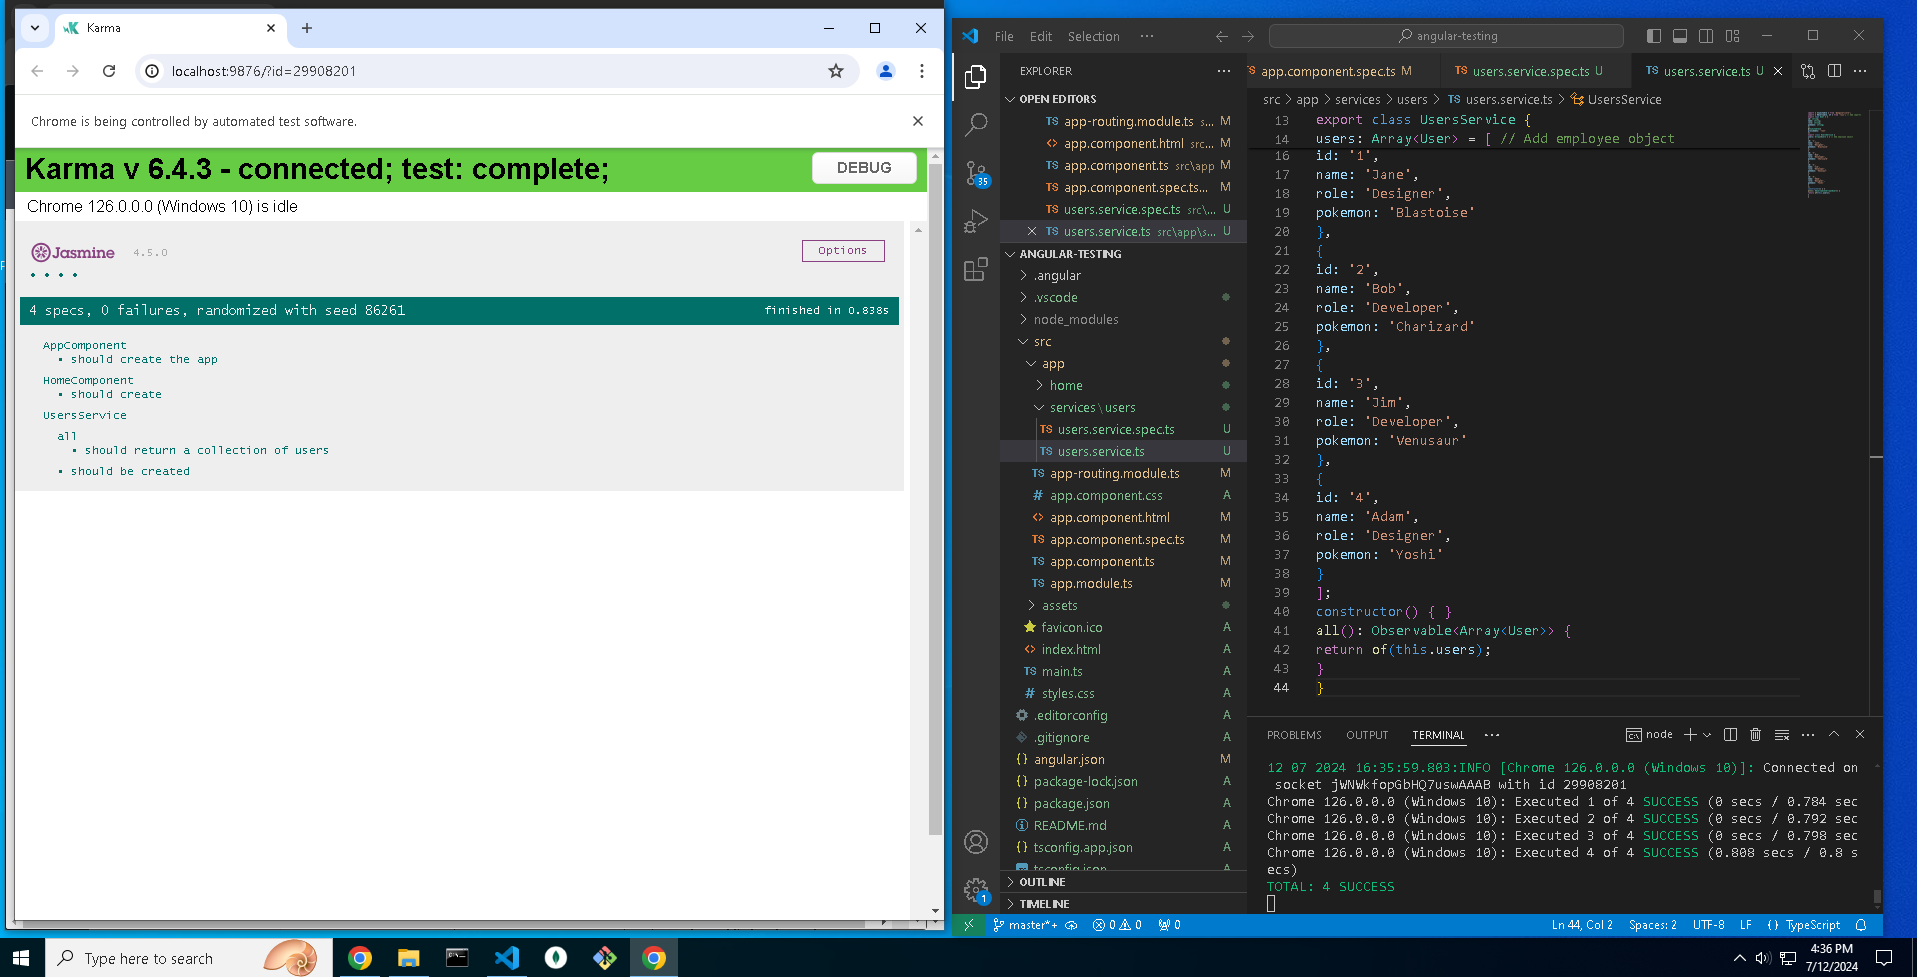 Karma
localhost:9876/?id=29908201
Chrome is being controlled by automated test software.
Karma v 6.4.3 - connected; test: complete;
DEBUG
Chrome 126.0.0.0 (Windows 10) is idle
Jasmine 4.5.0
Options
4 specs, 0 failures, randomized with seed 86261
finished in 0.838s
AppComponent
• should create the app
HomeComponent
• should create
UsersService
all
• should return a collection of users
• should be created
File Edit Selection ···
angular-testing
EXPLORER
OPEN EDITORS
TS app-routing.module.ts s... M
<> app.component.html src... M
TS app.component.ts src\app M
TS app.component.spec.ts... M
TS users.service.spec.ts src\... U
TS users.service.ts src\app\s... U
ANGULAR-TESTING
.angular
.vscode
node_modules
src
app
home
services\users
TS users.service.spec.ts U
TS users.service.ts U
TS app-routing.module.ts M
# app.component.css A
<> app.component.html M
TS app.component.spec.ts M
TS app.component.ts M
TS app.module.ts M
assets
favicon.ico A
<> index.html A
TS main.ts A
# styles.css A
.editorconfig A
.gitignore A
{} angular.json M
{} package-lock.json A
{} package.json A
README.md A
{} tsconfig.app.json A
tsconfig.json A
OUTLINE
TIMELINE
TS app.component.spec.ts M
TS users.service.spec.ts U
TS users.service.ts U
src > app > services > users > TS users.service.ts > UsersService
13 export class UsersService {
14 users: Array<User> = [ // Add employee object
16 id: '1',
17 name: 'Jane',
18 role: 'Designer',
19 pokemon: 'Blastoise'
20 },
21 {
22 id: '2',
23 name: 'Bob',
24 role: 'Developer',
25 pokemon: 'Charizard'
26 },
27 {
28 id: '3',
29 name: 'Jim',
30 role: 'Developer',
31 pokemon: 'Venusaur'
32 },
33 {
34 id: '4',
35 name: 'Adam',
36 role: 'Designer',
37 pokemon: 'Yoshi'
38 }
39 ];
40 constructor() { }
41 all(): Observable<Array<User>> {
42 return of(this.users);
43 }
44 }
PROBLEMS OUTPUT TERMINAL ···
node
12 07 2024 16:35:59.803:INFO [Chrome 126.0.0.0 (Windows 10)]: Connected on
socket jWNWkfopGbHQ7uswAAAB with id 29908201
Chrome 126.0.0.0 (Windows 10): Executed 1 of 4 SUCCESS (0 secs / 0.784 sec
Chrome 126.0.0.0 (Windows 10): Executed 2 of 4 SUCCESS (0 secs / 0.792 sec
Chrome 126.0.0.0 (Windows 10): Executed 3 of 4 SUCCESS (0 secs / 0.798 sec
Chrome 126.0.0.0 (Windows 10): Executed 4 of 4 SUCCESS (0.808 secs / 0.8 s
ecs)
TOTAL: 4 SUCCESS
35
1
master*+ 0 0 0
Ln 44, Col 2 Spaces: 2 UTF-8 LF {} TypeScript
Type here to search
4:36 PM
7/12/2024